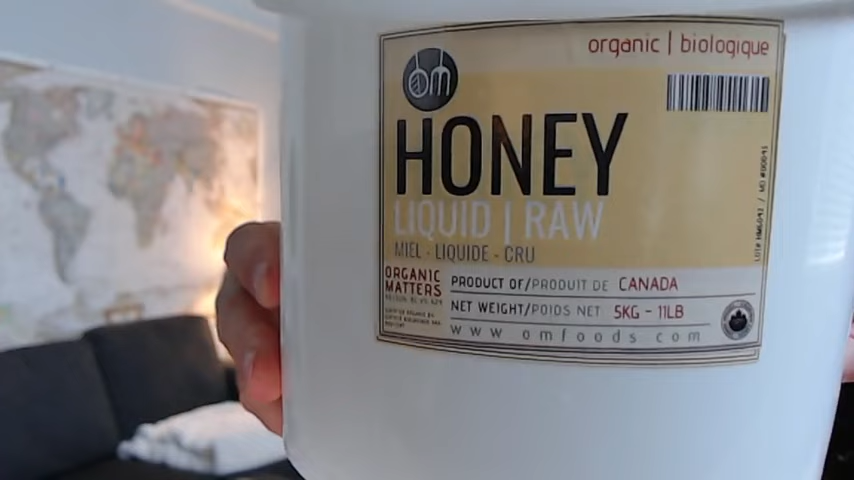 organic | biologique
om
HONEY
LIQUID | RAW
MIEL - LIQUIDE - CRU
ORGANIC
MATTERS
PRODUCT OF/PRODUIT DE CANADA
NET WEIGHT/POIDS NET 5KG - 11LB
www omfoods com